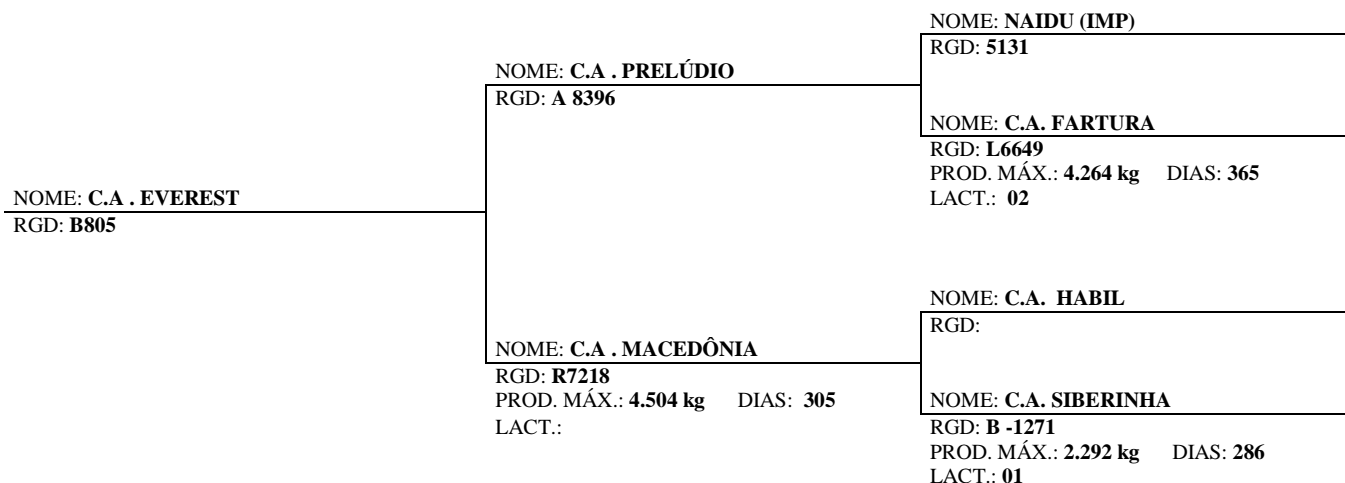 NOME: NAIDU (IMP)
RGD: 5131
NOME: C.A . PRELÚDIO
RGD: A 8396
NOME: C.A. FARTURA
RGD: L6649
PROD. MÁX.: 4.264 kg DIAS: 365
LACT.: 02
NOME: C.A . EVEREST
RGD: B805
NOME: C.A. HABIL
RGD:
NOME: C.A . MACEDÔNIA
RGD: R7218
PROD. MÁX.: 4.504 kg DIAS: 305
LACT.:
NOME: C.A. SIBERINHA
RGD: B -1271
PROD. MÁX.: 2.292 kg DIAS: 286
LACT.: 01